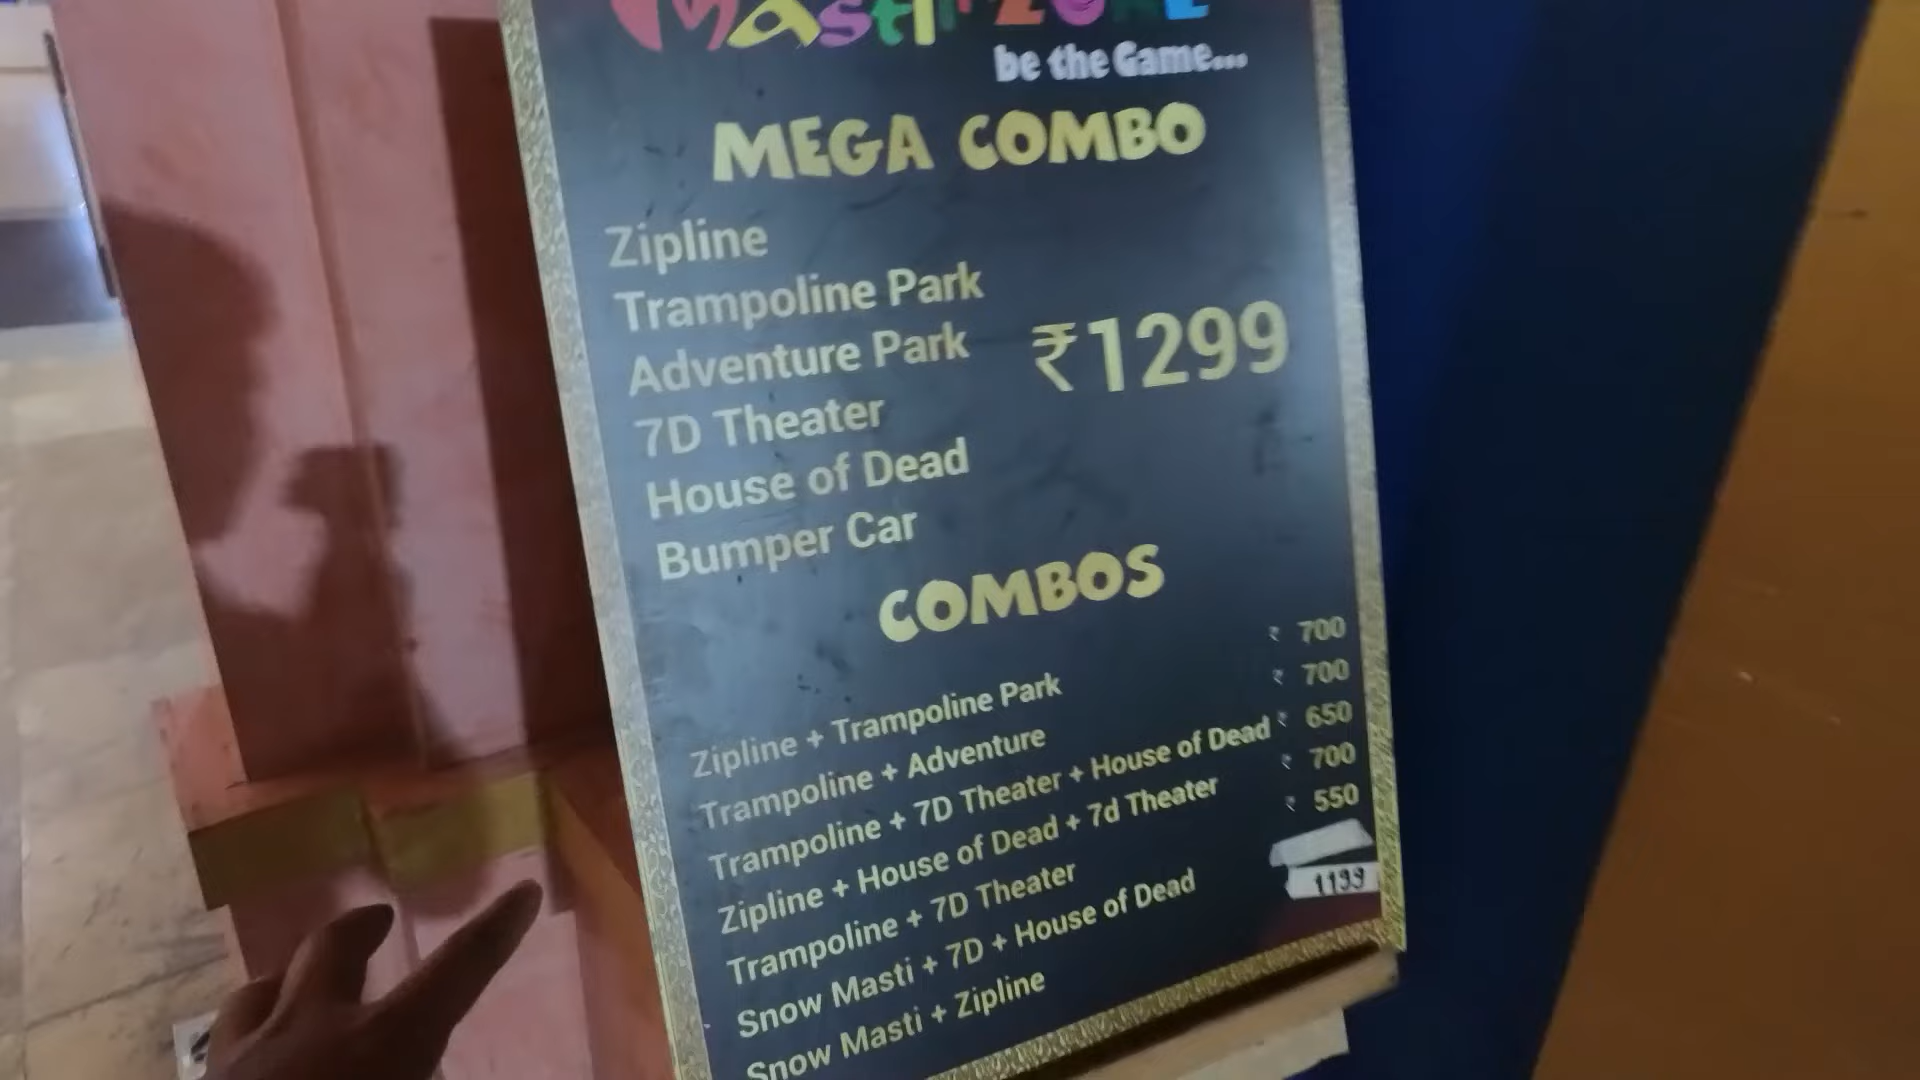 Masti Zone
be the Game...
MEGA COMBO
Zipline
Trampoline Park
Adventure Park
₹1299
7D Theater
House of Dead
Bumper Car
COMBOS
Zipline + Trampoline Park ₹ 700
Trampoline + Adventure ₹ 700
Trampoline + 7D Theater + House of Dead ₹ 650
Zipline + House of Dead + 7d Theater ₹ 700
Trampoline + 7D Theater ₹ 550
Snow Masti + 7D + House of Dead
Snow Masti + Zipline 1199